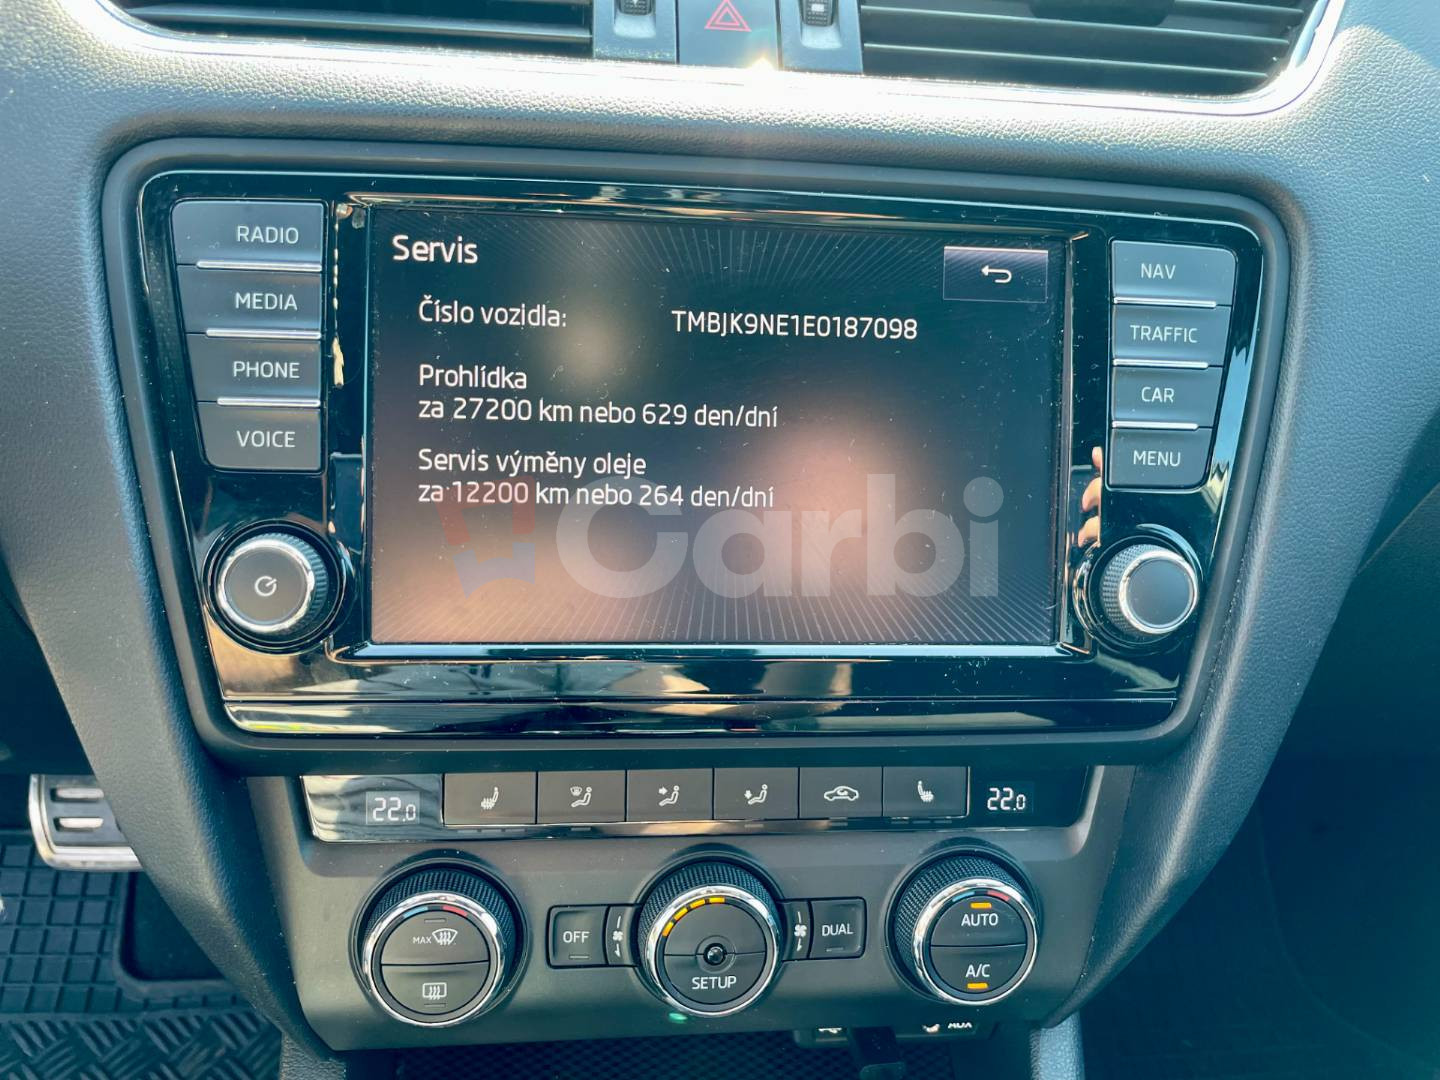 RADIO
MEDIA
PHONE
VOICE
Servis
Číslo vozidla: TMBJK9NE1E0187098
Prohlídka
za 27200 km nebo 629 den/dní
Servis výměny oleje
za 12200 km nebo 264 den/dní
Carbi
NAV
TRAFFIC
CAR
MENU
22.0
22.0
MAX
OFF
SETUP
DUAL
AUTO
A/C
AUX